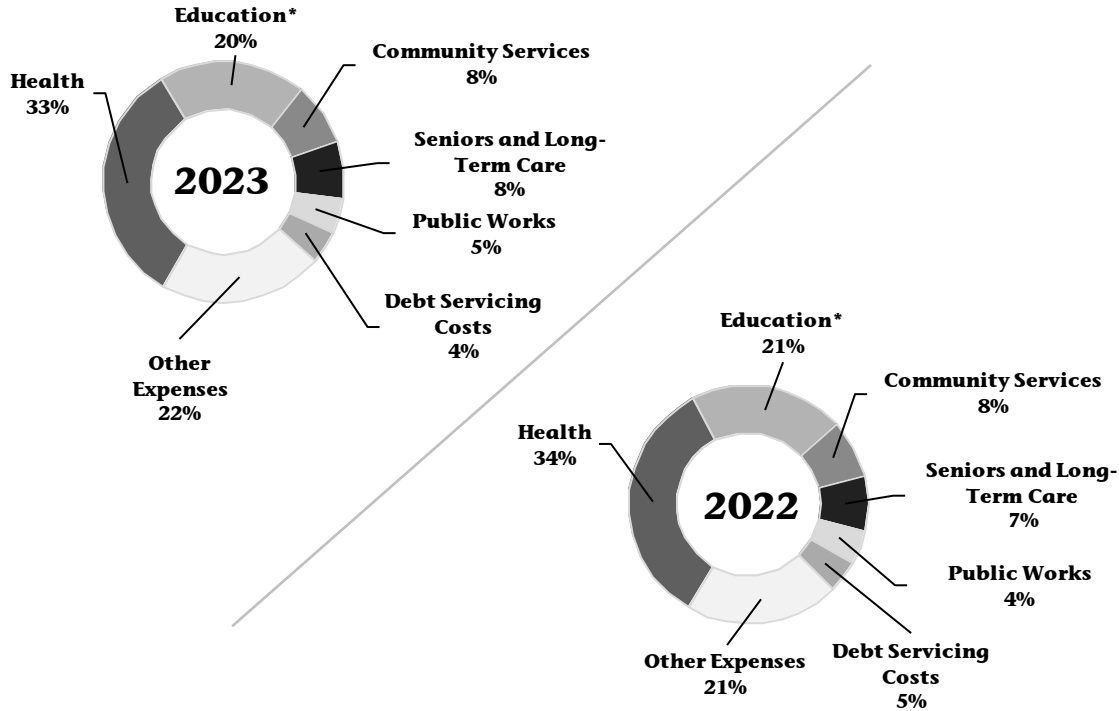 Education*
20%
Community Services
8%
Health
33%
Seniors and Long-
Term Care
8%
2023
Public Works
5%
Debt Servicing
Costs
4%
Other
Expenses
22%
Education*
21%
Community Services
8%
Health
34%
Seniors and Long-
Term Care
7%
2022
Public Works
4%
Debt Servicing
Costs
5%
Other Expenses
21%